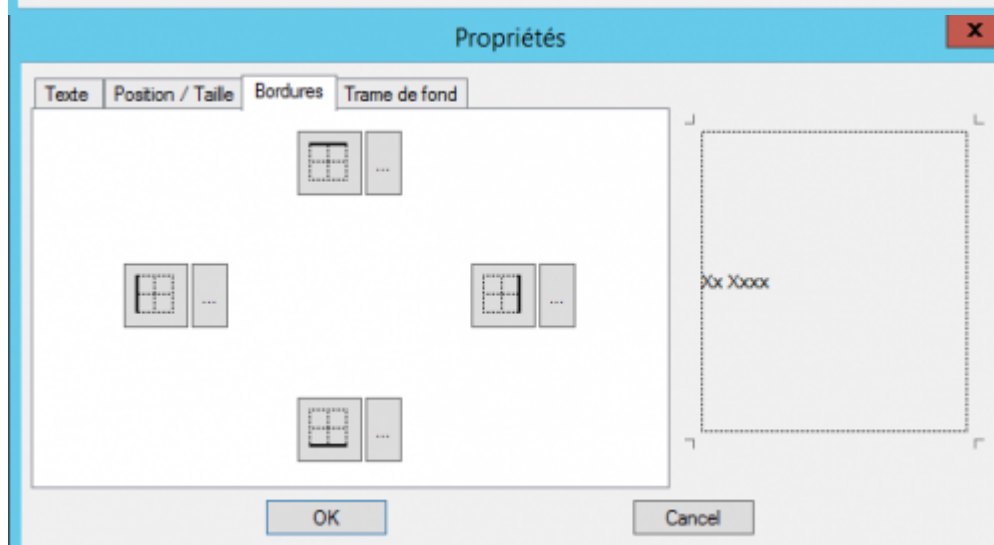 Propriétés
x
Texte Position / Taille Bordures Trame de fond
...
Xx Xxxx
... ...
...
OK Cancel